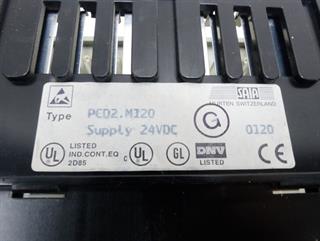 SAIA
MURTEN SWITZERLAND
Type PCD2.M120
Supply 24VDC
G
0120
UL LISTED
IND.CONT.EQ
2D85
c UL
GL
DNV
LISTED
CE